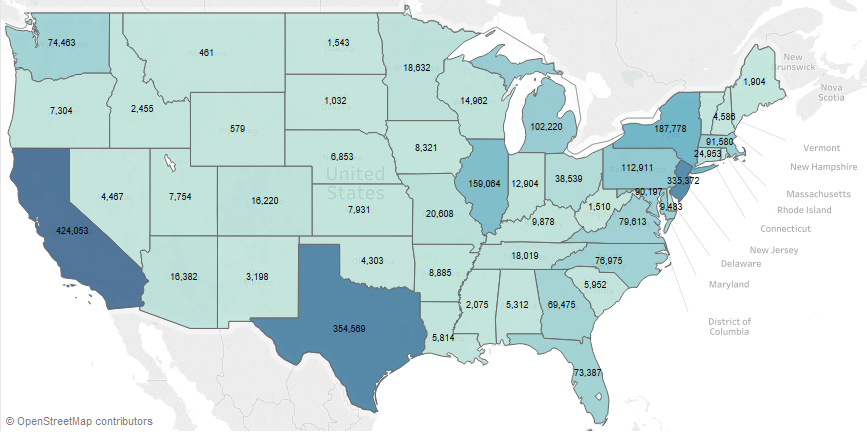 New
Brunswick
Nova
Scotia
74,463
461
1,543
18,632
1,904
7,304
2,455
1,032
14,962
102,220
187,778
4,586
579
8,321
91,580
24,953
Vermont
New Hampshire
6,853
United
States
159,064
12,904
38,539
112,911
335,372
Massachusetts
Rhode Island
4,467
7,754
16,220
7,931
20,608
9,878
1,510
90,197
9,483
79,613
Connecticut
424,053
New Jersey
Delaware
16,382
3,198
4,303
8,885
18,019
76,975
Maryland
5,952
354,569
5,814
2,075
5,312
69,475
District of
Columbia
73,387
© OpenStreetMap contributors